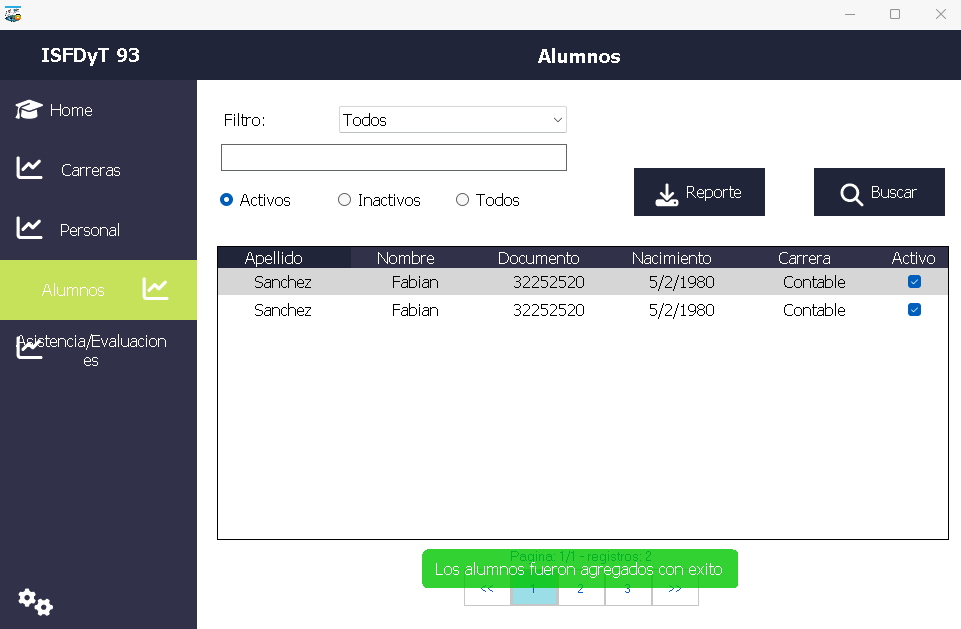 ISFDyT 93
Alumnos
Home
Carreras
Personal
Alumnos
Asistencia/Evaluacion
es
Filtro:
Todos
Activos
Inactivos
Todos
Reporte
Buscar
Apellido Nombre Documento Nacimiento Carrera Activo
Sanchez Fabian 32252520 5/2/1980 Contable
Sanchez Fabian 32252520 5/2/1980 Contable
Pagina: 1/1 - registros: 2
Los alumnos fueron agregados con exito
<< 1 2 3 >>